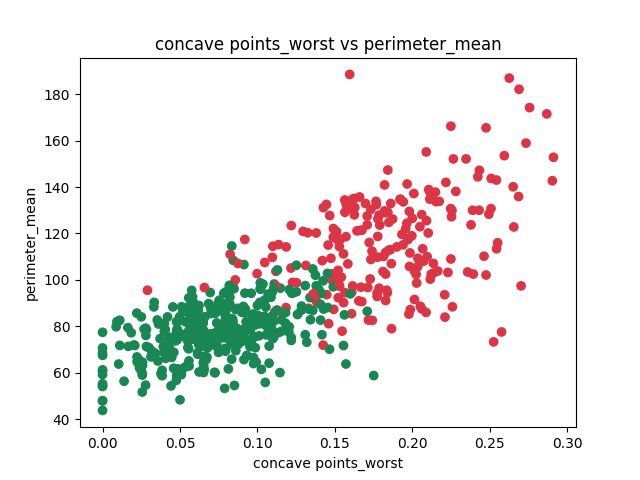 concave points_worst vs perimeter_mean
180
160
140
120
100
80
60
40
perimeter_mean
0.00 0.05 0.10 0.15 0.20 0.25 0.30
concave points_worst